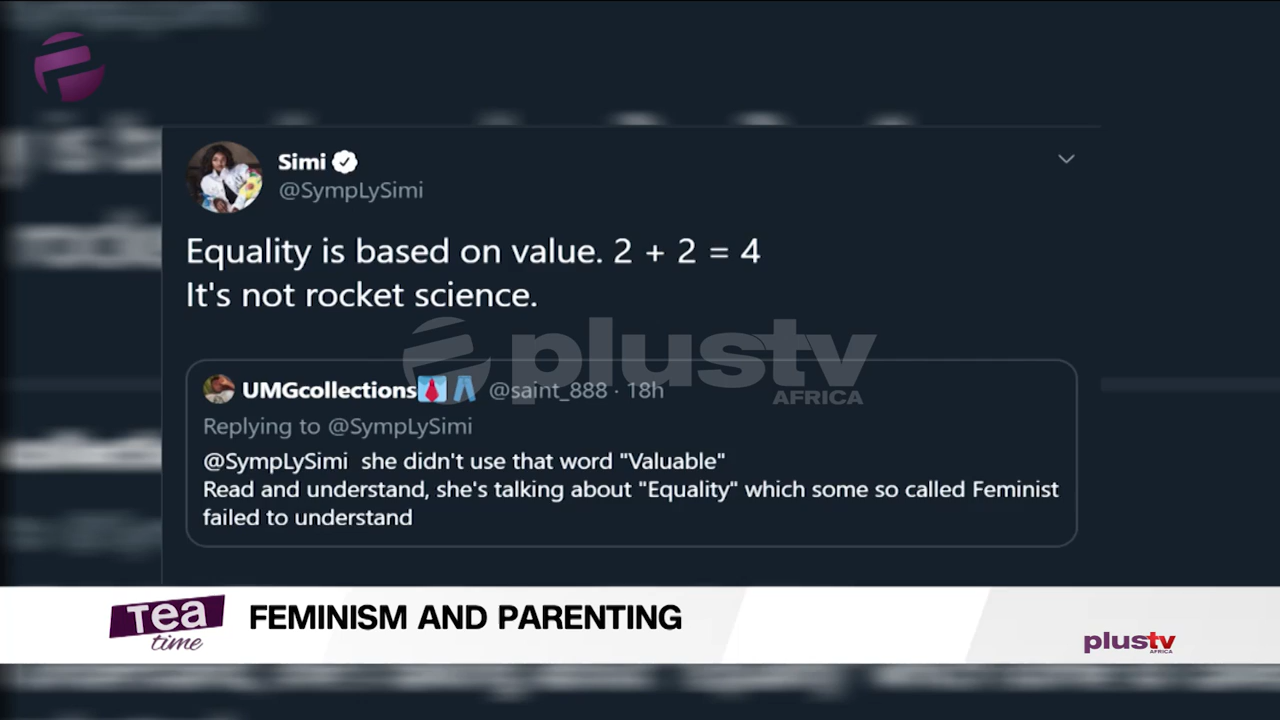 Simi
@SympLySimi
Equality is based on value. 2 + 2 = 4
It's not rocket science.
plustv
AFRICA
UMGcollections @saint_888 · 18h
Replying to @SympLySimi
@SympLySimi she didn't use that word "Valuable"
Read and understand, she's talking about "Equality" which some so called Feminist
failed to understand
Tea
time
FEMINISM AND PARENTING
plustv
AFRICA